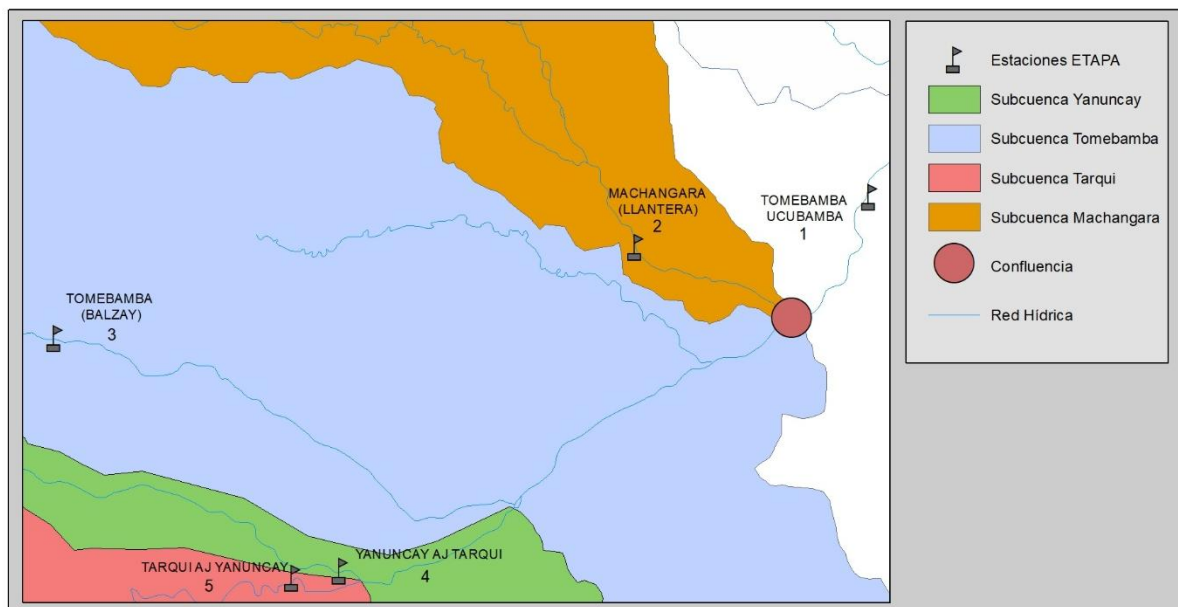 MACHANGARA
(LLANTERA)
2
TOMEBAMBA
UCUBAMBA
1
TOMEBAMBA
(BALZAY)
3
YANUNCAY AJ TARQUI
4
TARQUI AJ YANUNCAY
5
Estaciones ETAPA
Subcuenca Yanuncay
Subcuenca Tomebamba
Subcuenca Tarqui
Subcuenca Machangara
Confluencia
Red Hídrica